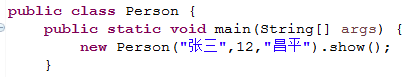 public class Person {
public static void main(String[] args) {
new Person("张三",12,"昌平").show();
}